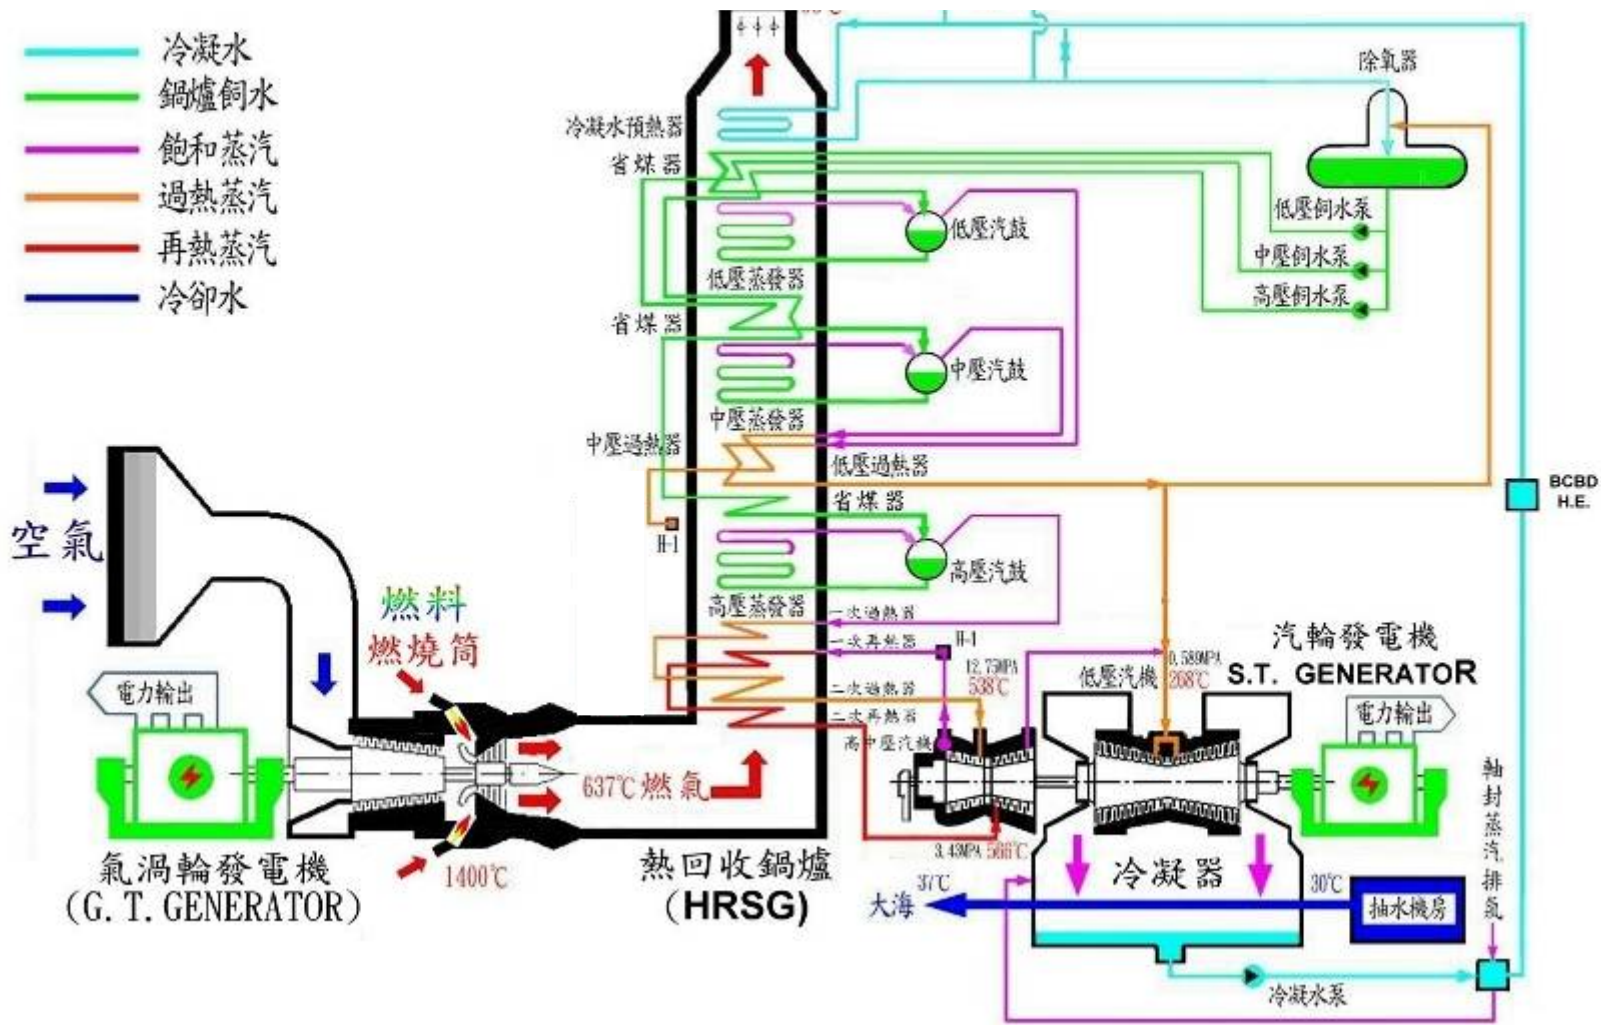 冷凝水
鍋爐飼水
飽和蒸汽
過熱蒸汽
再熱蒸汽
冷卻水
除氧器
冷凝水預熱器
省煤器
低壓飼水泵
低壓汽鼓
中壓飼水泵
低壓蒸發器
高壓飼水泵
省煤器
中壓汽鼓
中壓蒸發器
中壓過熱器
低壓過熱器
BCBD
H.E.
省煤器
空氣
H-1
高壓汽鼓
燃料
高壓蒸發器
一次過熱器
燃燒筒
一次再熱器
H-1
汽輪發電機
12.75MPA
538℃
0.589MPA
268℃
低壓汽機
S.T. GENERATOR
電力輸出
二次過熱器
二次再熱器
電力輸出
高中壓汽機
637℃燃氣
軸封蒸汽排氣
3.43MPA 566℃
氣渦輪發電機
(G.T.GENERATOR)
1400℃
熱回收鍋爐
(HRSG)
冷凝器
37℃
30℃
大海
抽水機房
冷凝水泵